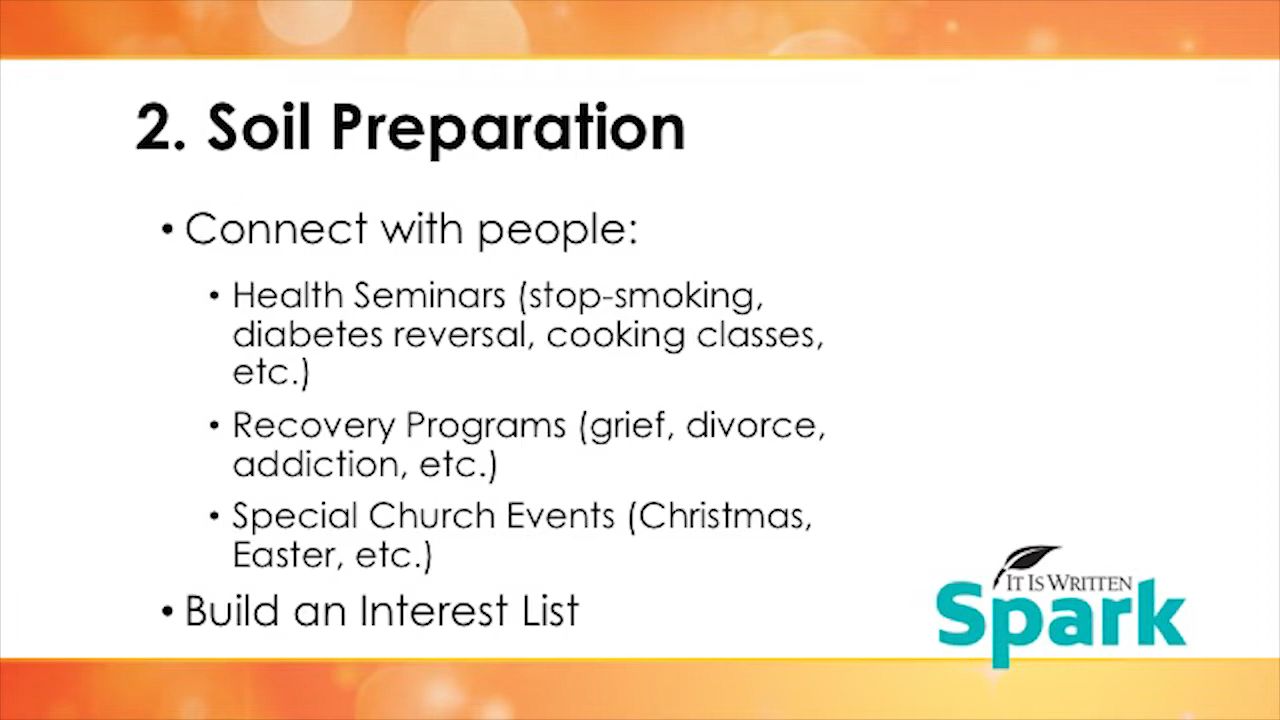 2. Soil Preparation
• Connect with people:
• Health Seminars (stop-smoking,
diabetes reversal, cooking classes,
etc.)
• Recovery Programs (grief, divorce,
addiction, etc.)
• Special Church Events (Christmas,
Easter, etc.)
• Build an Interest List
IT IS WRITTEN
Spark